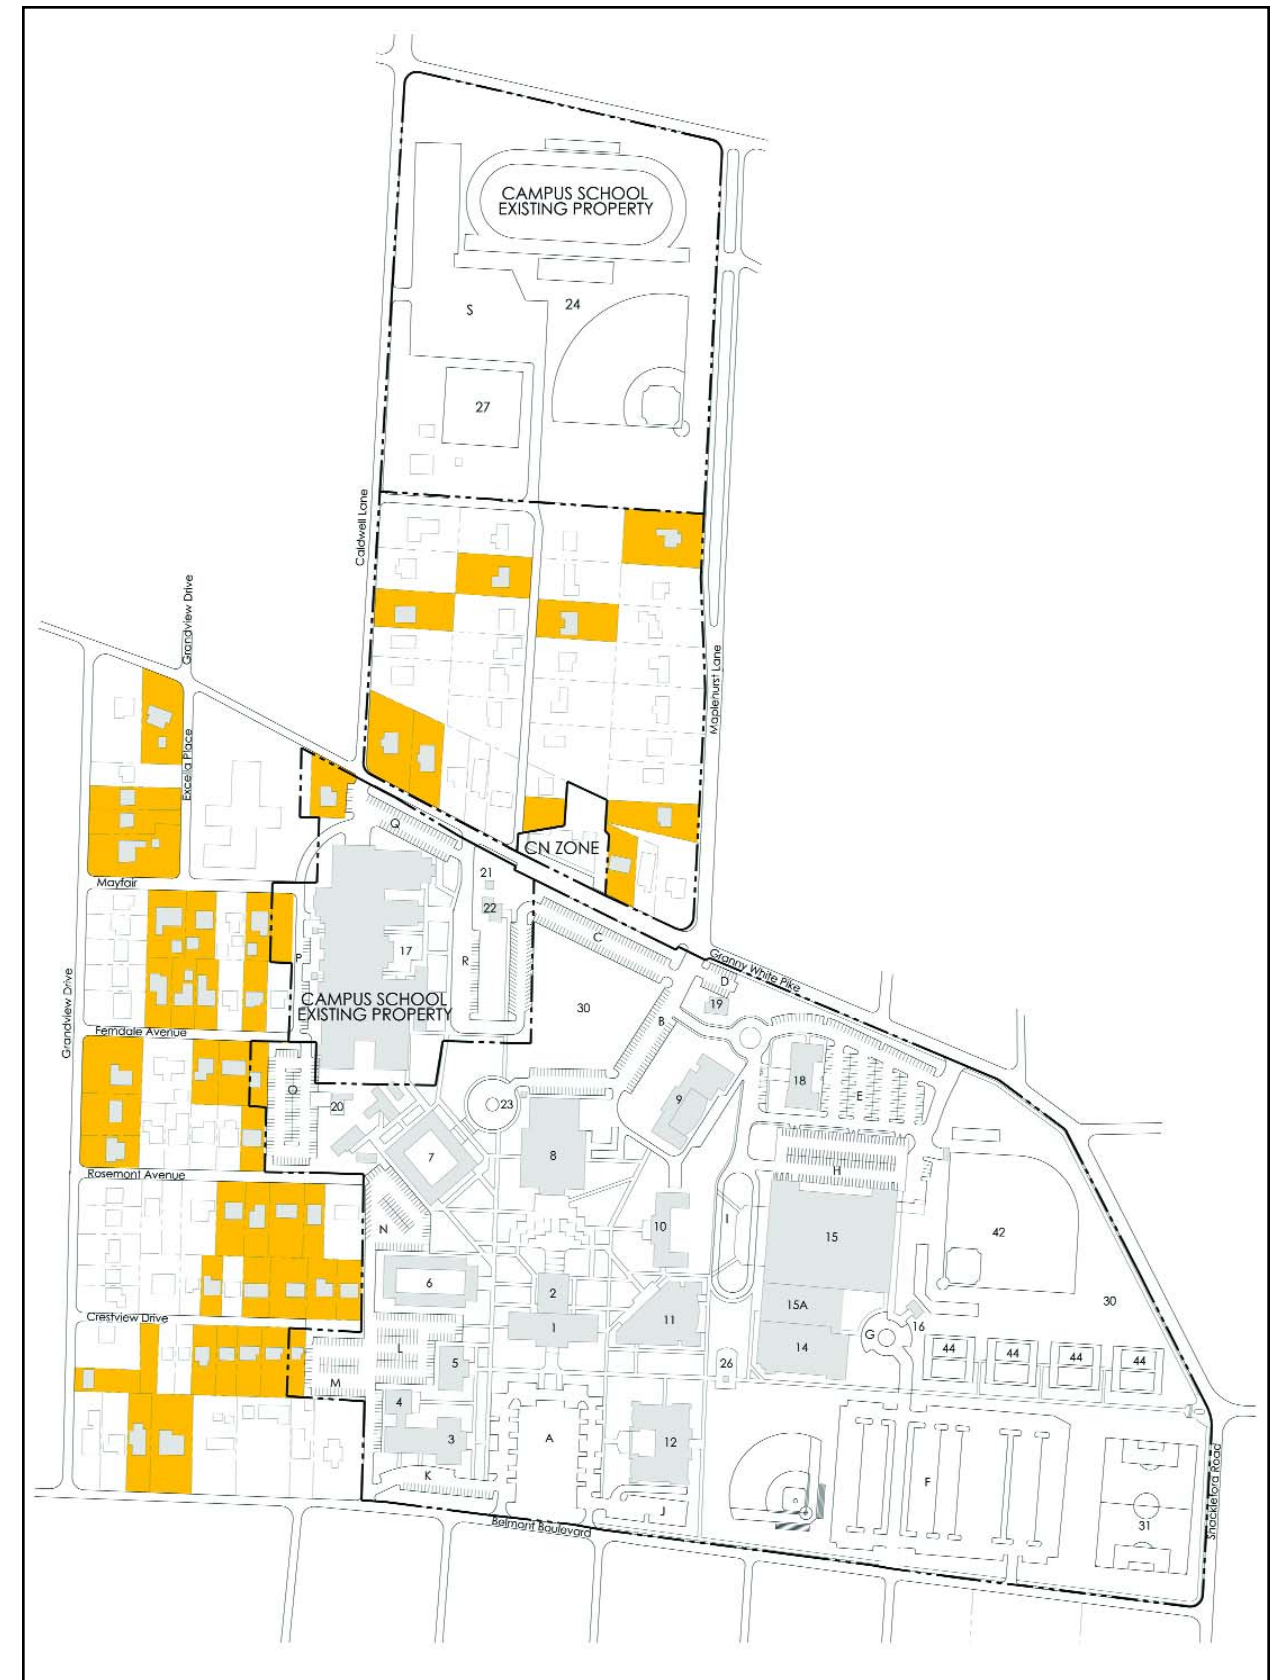 CAMPUS SCHOOL
EXISTING PROPERTY
S
24
27
Caldwell Lane
Grandview Drive
Maplehurst Lane
Excella Place
Q
CN ZONE
21
22
Mayfair
C
17
R
P
Granny White Pike
D
19
CAMPUS SCHOOL
EXISTING PROPERTY
30
B
Grandview Drive
Ferndale Avenue
18
E
O
20
23
9
7
8
H
Rosemont Avenue
N
10
I
15
42
6
2
15A
30
Crestview Drive
1
11
G
16
L
14
5
26
44
44
44
44
M
4
3
A
12
K
F
J
31
Shackleford Road
Belmont Boulevard